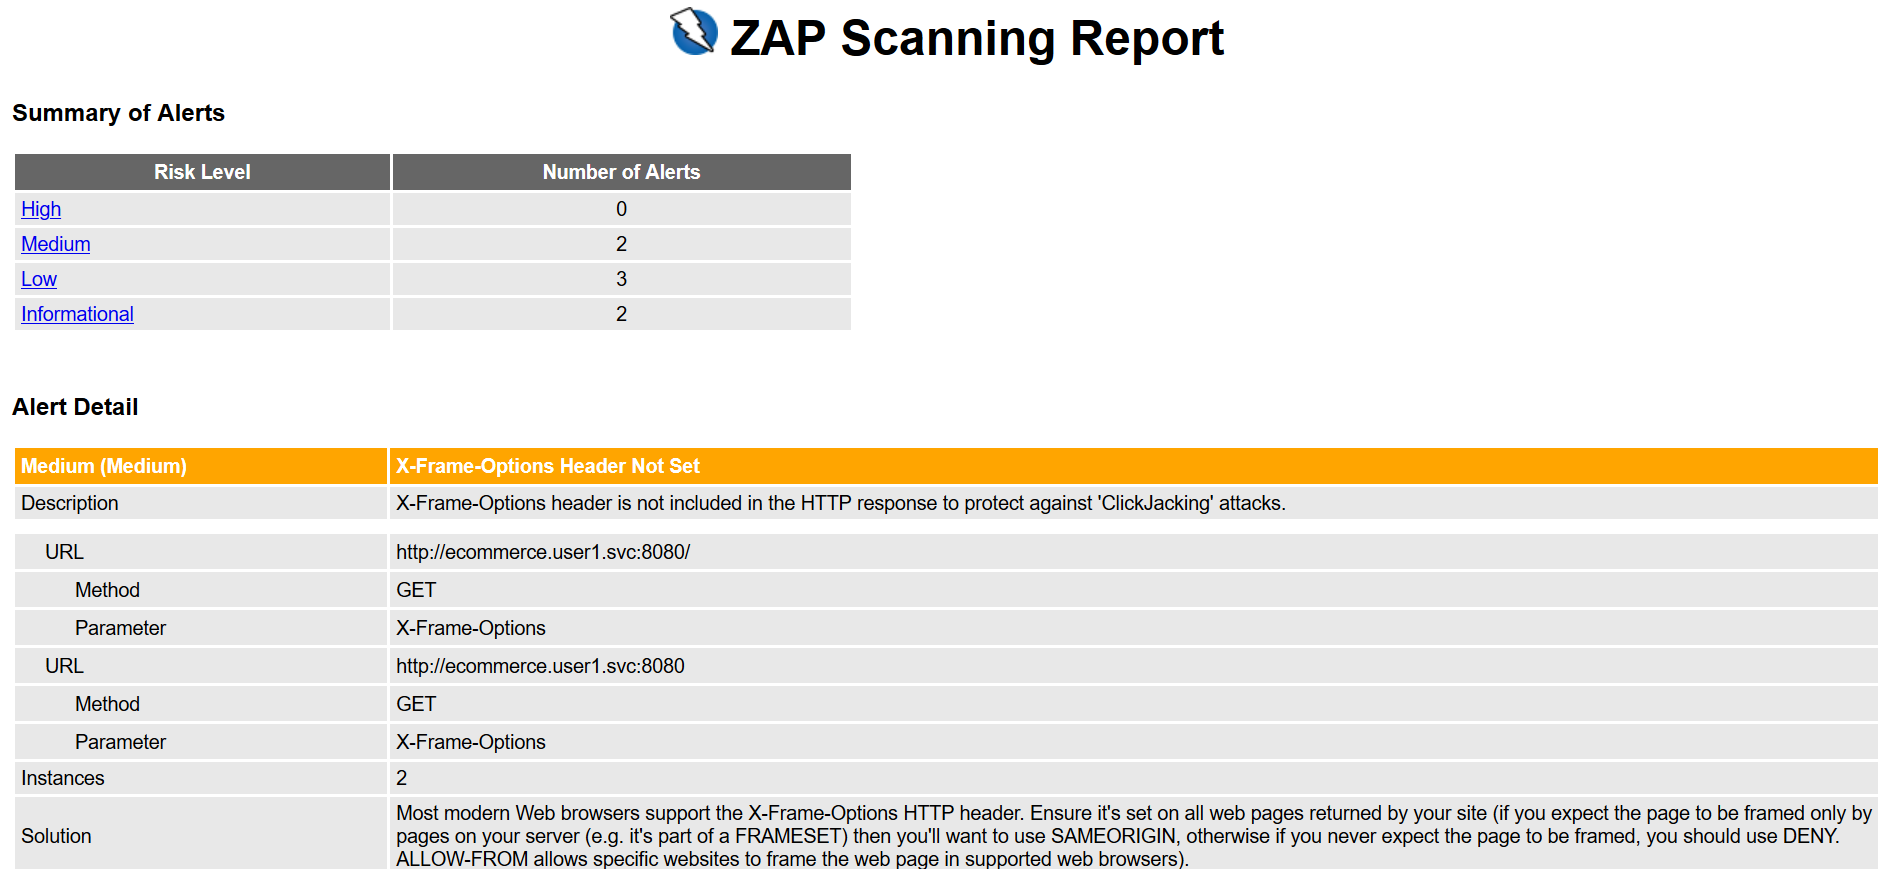 ZAP Scanning Report
Summary of Alerts
Risk Level Number of Alerts
High 0
Medium 2
Low 3
Informational 2
Alert Detail
Medium (Medium) X-Frame-Options Header Not Set
Description X-Frame-Options header is not included in the HTTP response to protect against 'ClickJacking' attacks.
URL http://ecommerce.user1.svc:8080/
Method GET
Parameter X-Frame-Options
URL http://ecommerce.user1.svc:8080
Method GET
Parameter X-Frame-Options
Instances 2
Solution Most modern Web browsers support the X-Frame-Options HTTP header. Ensure it's set on all web pages returned by your site (if you expect the page to be framed only by
pages on your server (e.g. it's part of a FRAMESET) then you'll want to use SAMEORIGIN, otherwise if you never expect the page to be framed, you should use DENY.
ALLOW-FROM allows specific websites to frame the web page in supported web browsers).